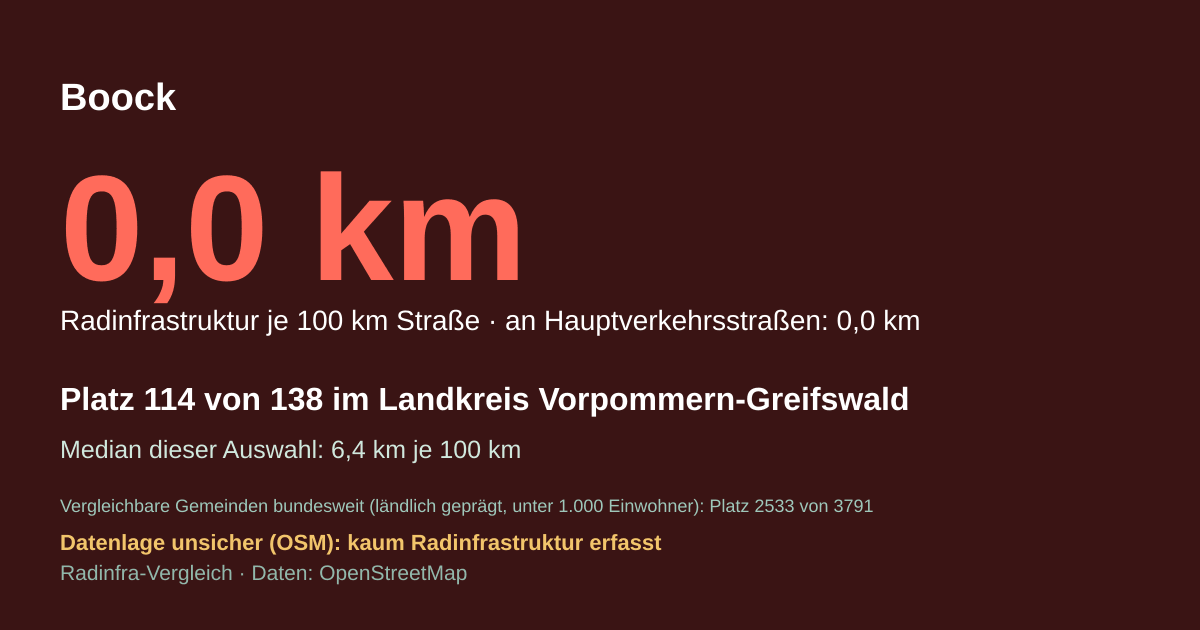 Boock
0,0 km
Radinfrastruktur je 100 km Straße · an Hauptverkehrsstraßen: 0,0 km
Platz 114 von 138 im Landkreis Vorpommern-Greifswald
Median dieser Auswahl: 6,4 km je 100 km
Vergleichbare Gemeinden bundesweit (ländlich geprägt, unter 1.000 Einwohner): Platz 2533 von 3791
Datenlage unsicher (OSM): kaum Radinfrastruktur erfasst
Radinfra-Vergleich · Daten: OpenStreetMap